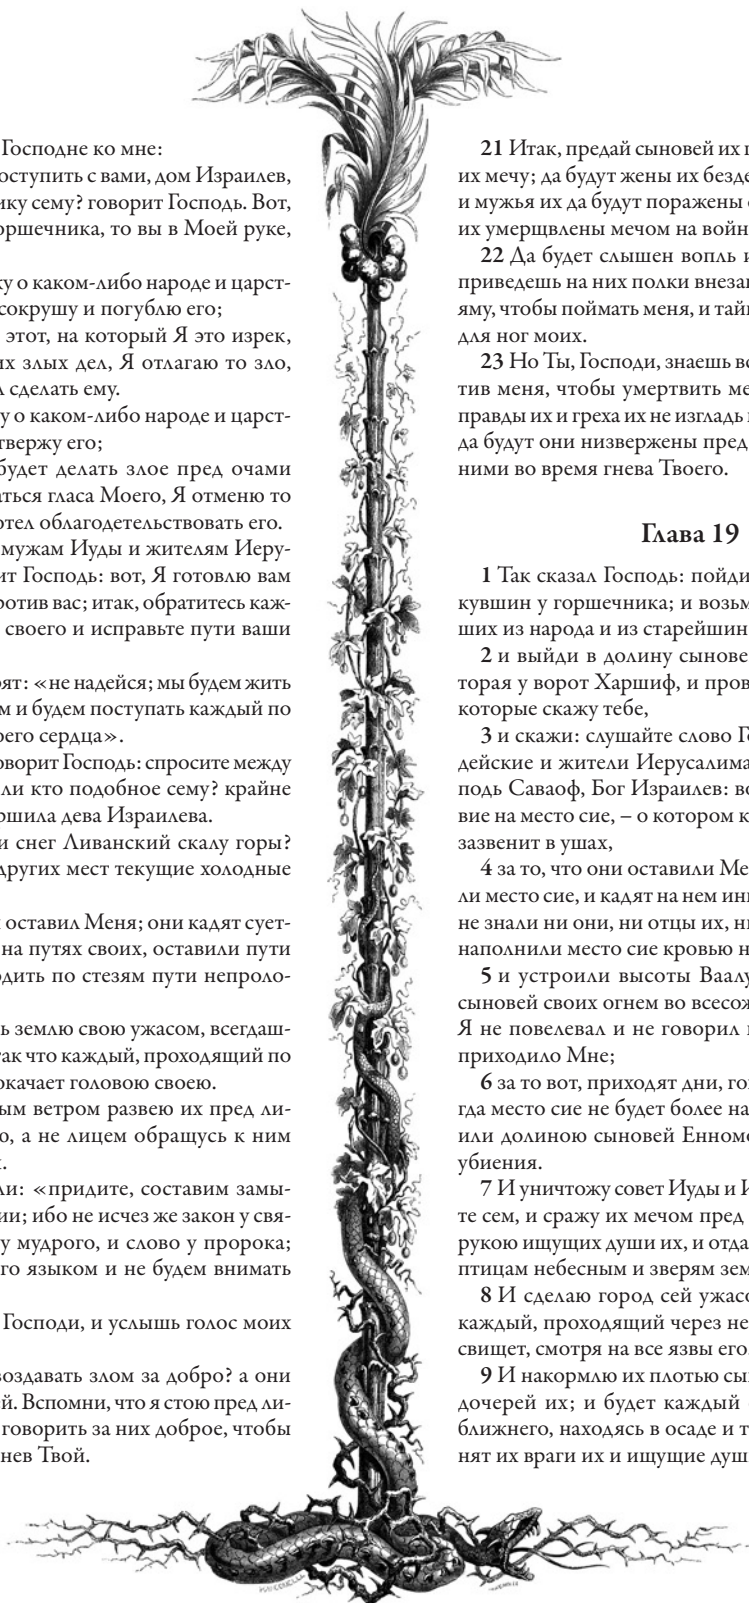 Господне ко мне:
оступить с вами, дом Израилев,
ику сему? говорит Господь. Вот,
оршечника, то вы в Моей руке,
у о каком-либо народе и царст-
сокрушу и погублю его;
этот, на который Я это изрек,
их злых дел, Я отлагаю то зло,
л сделать ему.
у о каком-либо народе и царст-
твержу его;
будет делать злое пред очами
аться гласа Моего, Я отменю то
отел облагодетельствовать его.
мужам Иуды и жителям Иеру-
ит Господь: вот, Я готовлю вам
ротив вас; итак, обратитесь каж-
своего и исправьте пути ваши
рят: «не надейся; мы будем жить
м и будем поступать каждый по
оего сердца».
оворит Господь: спросите между
ли кто подобное сему? крайне
ршила дева Израилева.
и снег Ливанский скалу горы?
других мест текущие холодные
й оставил Меня; они кадят сует-
на путях своих, оставили пути
одить по стезям пути непроло-
ь землю свою ужасом, всегдаш-
так что каждый, проходящий по
окачает головою своею.
ым ветром развею их пред ли-
ю, а не лицем обращусь к ним
.
ли: «придите, составим замы-
ии; ибо не исчез же закон у свя-
у мудрого, и слово у пророка;
го языком и не будем внимать
Господи, и услышь голос моих
воздавать злом за добро? а они
ей. Вспомни, что я стою пред ли-
говорить за них доброе, чтобы
нев Твой.
21 Итак, предай сыновей их г
их мечу; да будут жены их безде
и мужья их да будут поражены с
их умерщвлены мечом на войн
22 Да будет слышен вопль и
приведешь на них полки внезап
яму, чтобы поймать меня, и тай
для ног моих.
23 Но Ты, Господи, знаешь вс
тив меня, чтобы умертвить ме
правды их и греха их не изгладь
да будут они низвержены пред
ними во время гнева Твоего.
Глава 19
1 Так сказал Господь: пойди
кувшин у горшечника; и возьм
ших из народа и из старейшин
2 и выйди в долину сынове
торая у ворот Харшиф, и пров
которые скажу тебе,
3 и скажи: слушайте слово Го
дейские и жители Иерусалима
подь Саваоф, Бог Израилев: во
вие на место сие, – о котором к
зазвенит в ушах,
4 за то, что они оставили Ме
ли место сие, и кадят на нем ин
не знали ни они, ни отцы их, ни
наполнили место сие кровью н
5 и устроили высоты Ваалу
сыновей своих огнем во всесож
Я не повелевал и не говорил
приходило Мне;
6 за то вот, приходят дни, гов
гда место сие не будет более на
или долиною сыновей Енномо
убиения.
7 И уничтожу совет Иуды и И
те сем, и сражу их мечом пред
рукою ищущих души их, и отда
птицам небесным и зверям зем
8 И сделаю город сей ужасо
каждый, проходящий через не
свищет, смотря на все язвы его
9 И накормлю их плотью сын
дочерей их; и будет каждый
ближнего, находясь в осаде и т
нят их враги их и ищущие душ